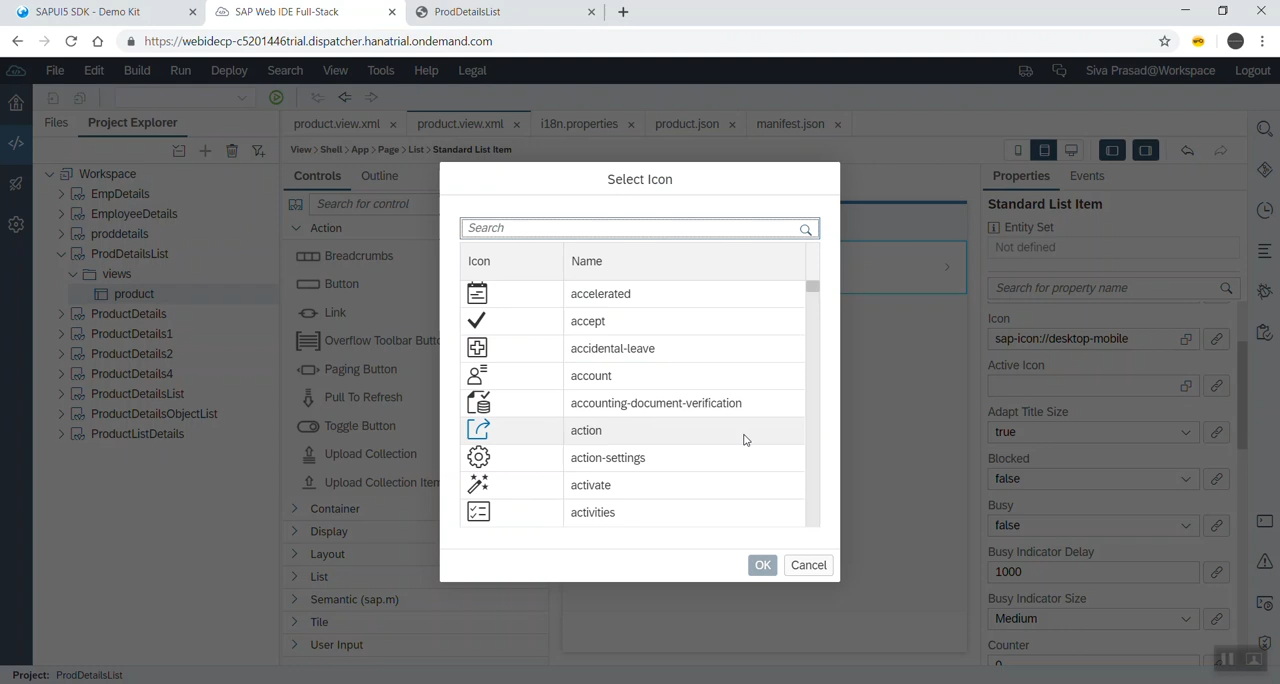 SAPUI5 SDK - Demo Kit
SAP Web IDE Full-Stack
ProdDetailsList
https://webidecp-c5201446trial.dispatcher.hanatrial.ondemand.com
File Edit Build Run Deploy Search View Tools Help Legal
Siva Prasad@Workspace Logout
Files Project Explorer
product.view.xml product.view.xml i18n.properties product.json manifest.json
View > Shell > App > Page > List > Standard List Item
Workspace
EmpDetails
EmployeeDetails
proddetails
ProdDetailsList
views
product
ProductDetails
ProductDetails1
ProductDetails2
ProductDetails4
ProductDetailsList
ProductDetailsObjectList
ProductListDetails
Controls Outline
Search for control
Action
Breadcrumbs
Button
Link
Overflow Toolbar Butt
Paging Button
Pull To Refresh
Toggle Button
Upload Collection
Upload Collection Iten
Container
Display
Layout
List
Semantic (sap.m)
Tile
User Input
Select Icon
Search
Icon Name
accelerated
accept
accidental-leave
account
accounting-document-verification
action
action-settings
activate
activities
OK Cancel
Properties Events
Standard List Item
Entity Set
Not defined
Search for property name
Icon
sap-icon://desktop-mobile
Active Icon
Adapt Title Size
true
Blocked
false
Busy
false
Busy Indicator Delay
1000
Busy Indicator Size
Medium
Counter
0
Project: ProdDetailsList